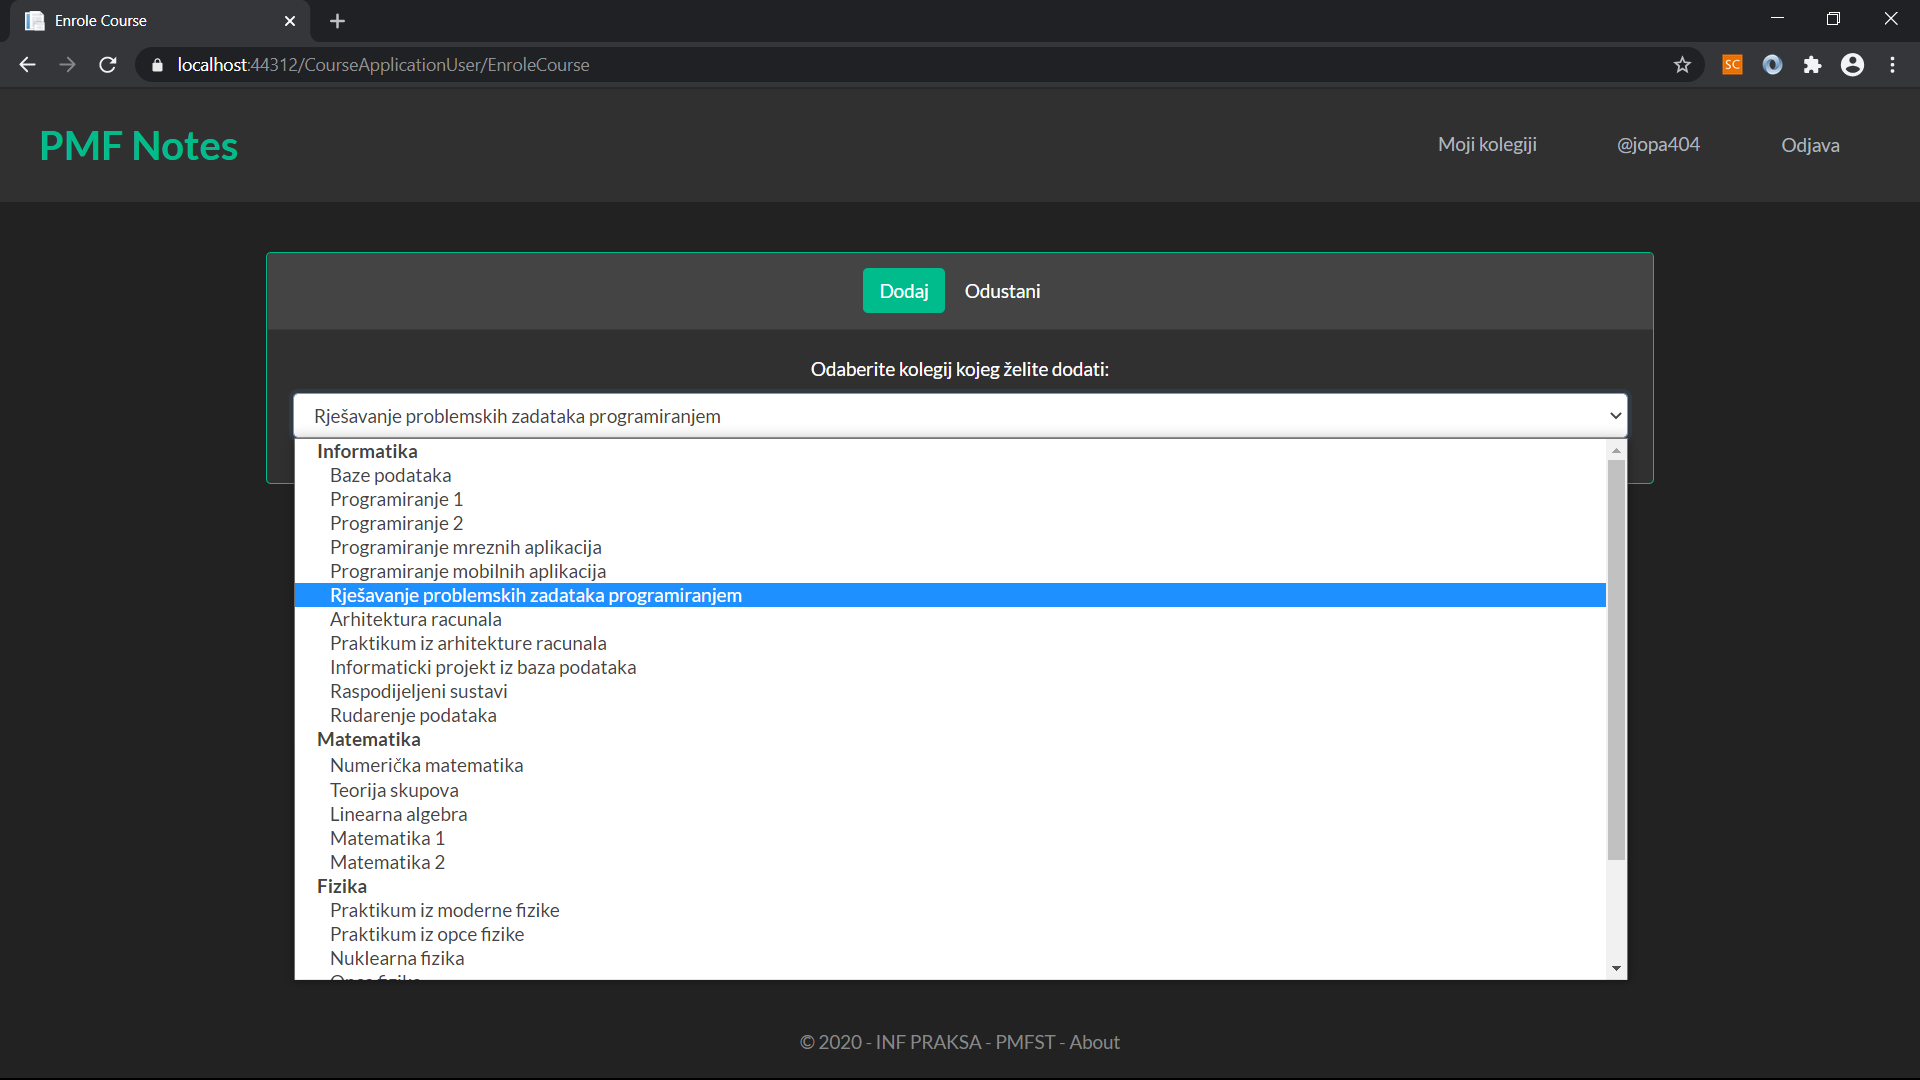 Enrole Course
localhost:44312/CourseApplicationUser/EnroleCourse
SC
PMF Notes
Moji kolegiji
@jopa404
Odjava
Dodaj
Odustani
Odaberite kolegij kojeg želite dodati:
Rješavanje problemskih zadataka programiranjem
Informatika
Baze podataka
Programiranje 1
Programiranje 2
Programiranje mreznih aplikacija
Programiranje mobilnih aplikacija
Rješavanje problemskih zadataka programiranjem
Arhitektura racunala
Praktikum iz arhitekture racunala
Informaticki projekt iz baza podataka
Raspodijeljeni sustavi
Rudarenje podataka
Matematika
Numerička matematika
Teorija skupova
Linearna algebra
Matematika 1
Matematika 2
Fizika
Praktikum iz moderne fizike
Praktikum iz opce fizike
Nuklearna fizika
© 2020 - INF PRAKSA - PMFST - About